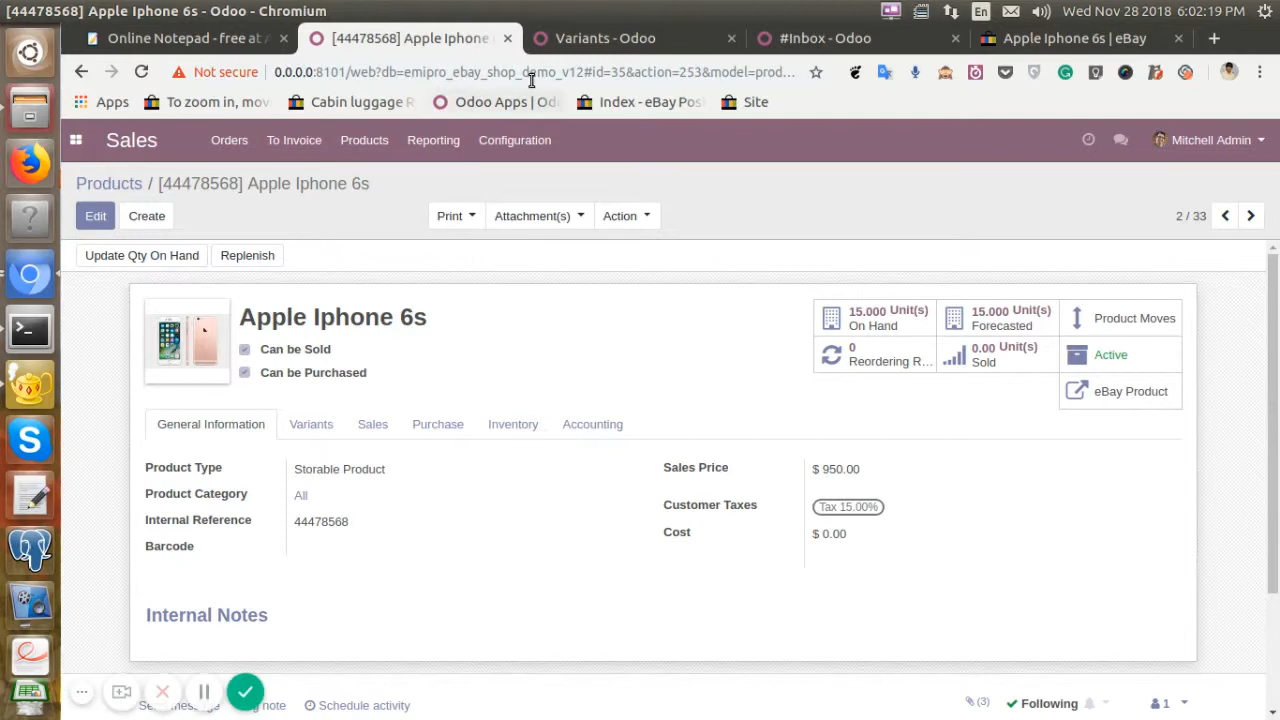 [44478568] Apple Iphone 6s - Odoo - Chromium
En
Wed Nov 28 2018 6:02:19 PM
Online Notepad - free at
[44478568] Apple Iphone
Variants - Odoo
#Inbox - Odoo
Apple Iphone 6s | eBay
Not secure
0.0.0.0:8101/web?db=emipro_ebay_shop_demo_v12#id=35&action=253&model=prod...
Apps
To zoom in, mov
Cabin luggage R
Odoo Apps | Od
Index - eBay Pos
Site
Sales
Orders
To Invoice
Products
Reporting
Configuration
Mitchell Admin
Products / [44478568] Apple Iphone 6s
Edit
Create
Print
Attachment(s)
Action
2 / 33
Update Qty On Hand
Replenish
Apple Iphone 6s
Can be Sold
Can be Purchased
15.000 Unit(s)
On Hand
15.000 Unit(s)
Forecasted
Product Moves
0
Reordering R...
0.00 Unit(s)
Sold
Active
eBay Product
General Information
Variants
Sales
Purchase
Inventory
Accounting
Product Type
Storable Product
Product Category
All
Internal Reference
44478568
Barcode
Sales Price
$ 950.00
Customer Taxes
Tax 15.00%
Cost
$ 0.00
Internal Notes
Schedule activity
(3)
Following
1